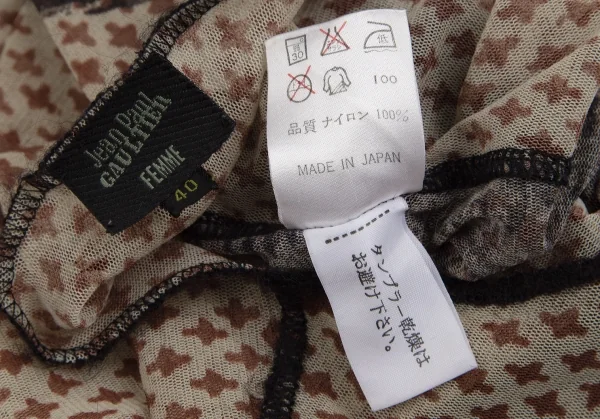 Jean Paul
GAULTIER
FEMME
40
30
低
100
品質 ナイロン 100%
MADE IN JAPAN
タンブラー乾燥は
お避け下さい。